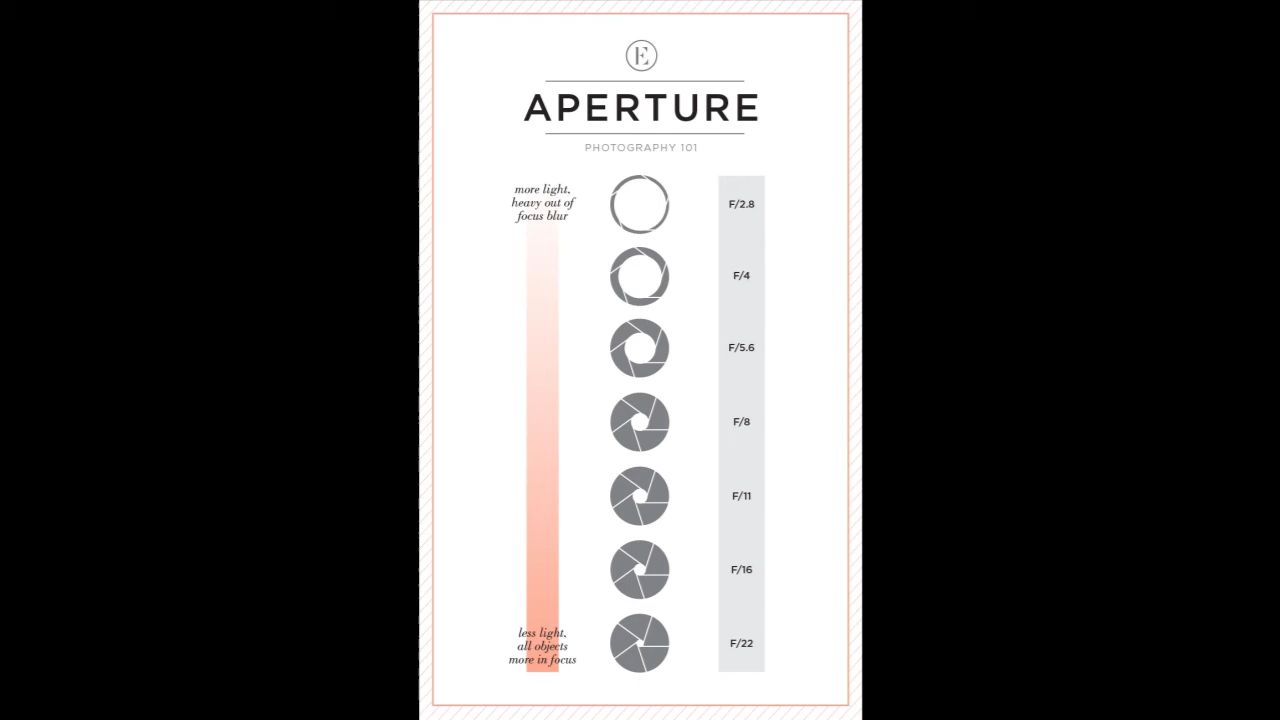 E
APERTURE
PHOTOGRAPHY 101
more light,
heavy out of
focus blur
F/2.8
F/4
F/5.6
F/8
F/11
F/16
less light,
all objects
more in focus
F/22